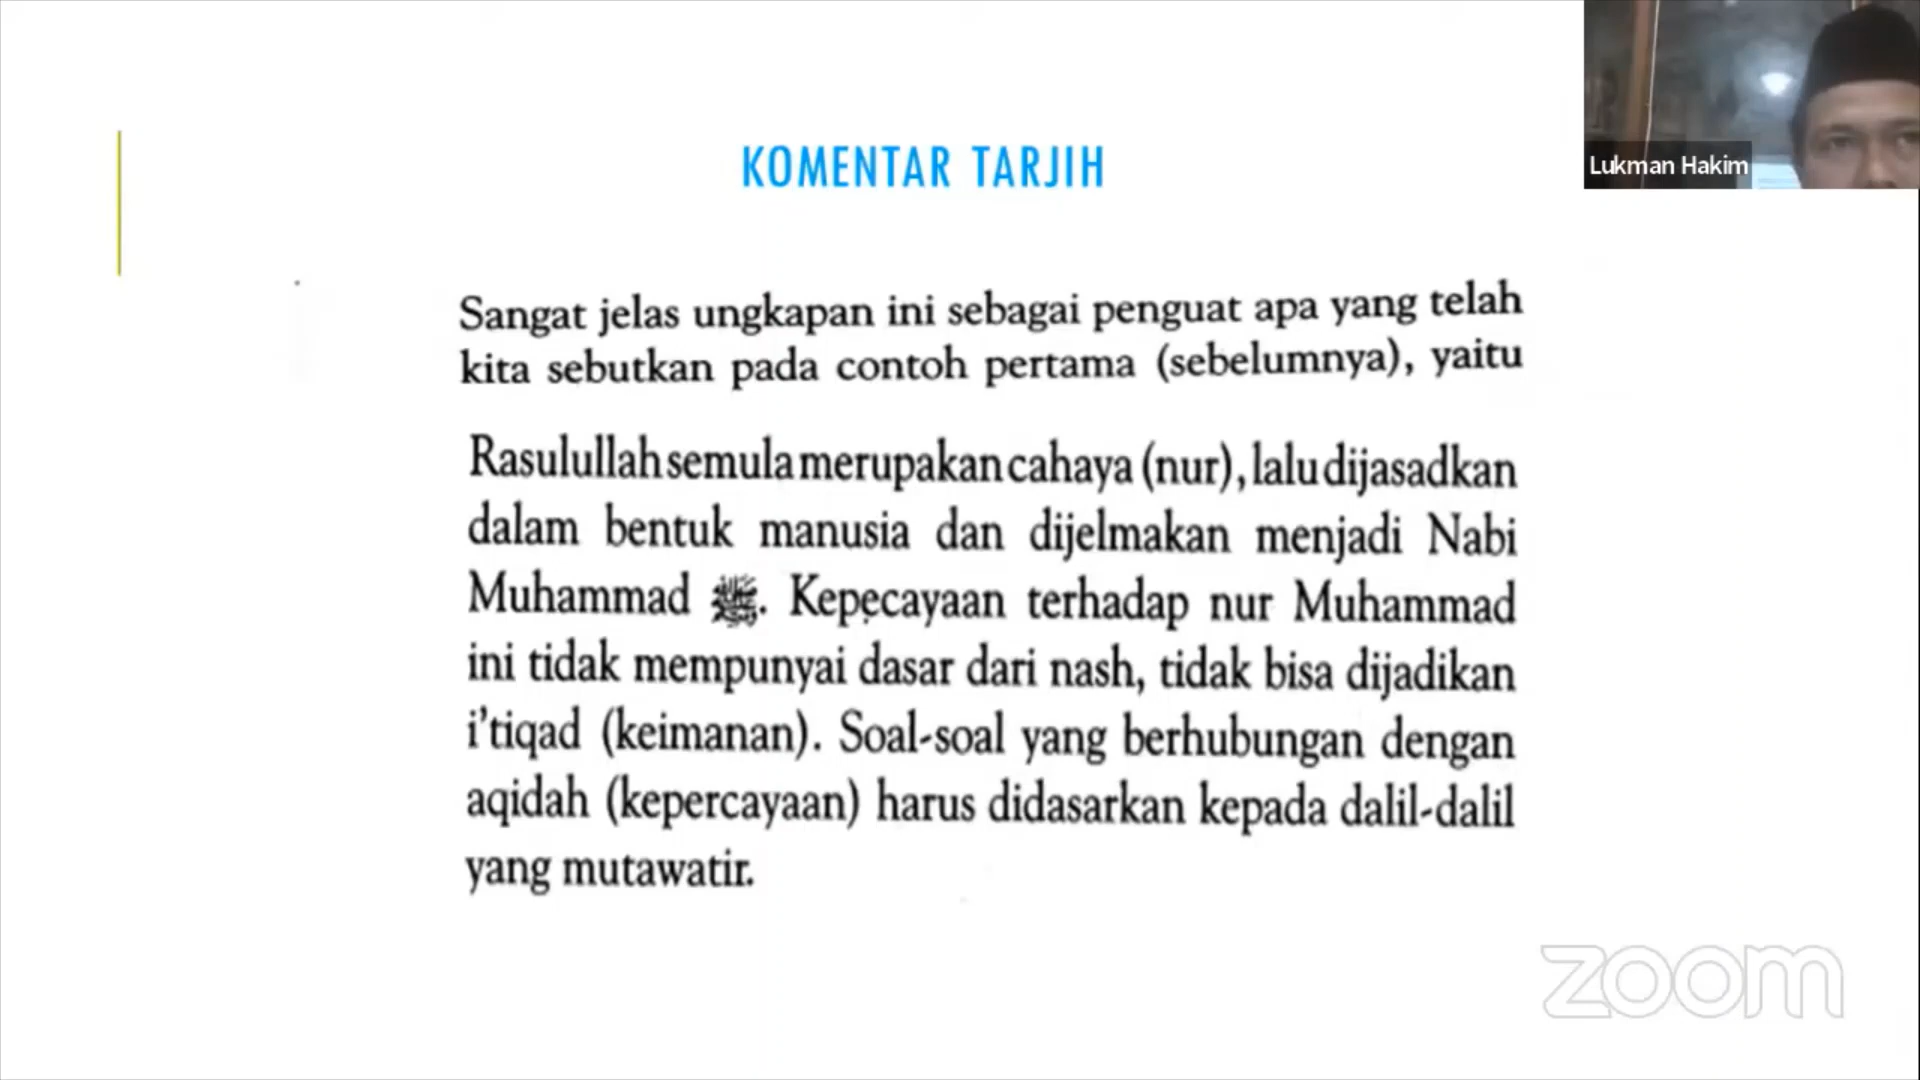 KOMENTAR TARJIH
Lukman Hakim
Sangat jelas ungkapan ini sebagai penguat apa yang telah
kita sebutkan pada contoh pertama (sebelumnya), yaitu
Rasulullah semula merupakan cahaya (nur), lalu dijasadkan
dalam bentuk manusia dan dijelmakan menjadi Nabi
Muhammad ﷺ. Kepecayaan terhadap nur Muhammad
ini tidak mempunyai dasar dari nash, tidak bisa dijadikan
i'tiqad (keimanan). Soal-soal yang berhubungan dengan
aqidah (kepercayaan) harus didasarkan kepada dalil-dalil
yang mutawatir.
zoom